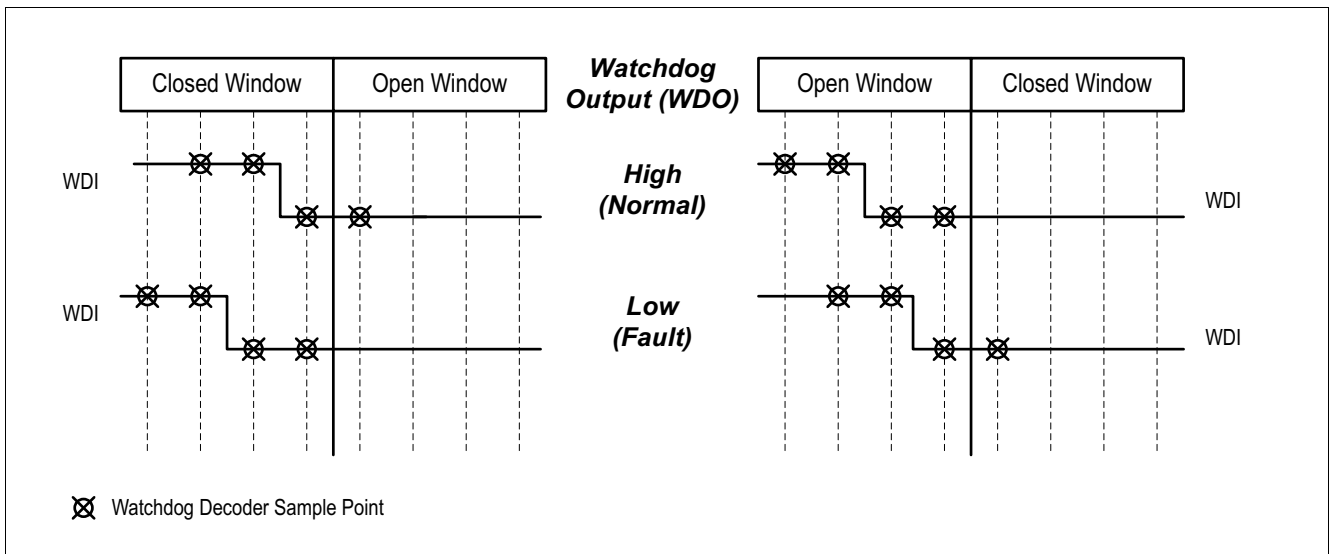 Closed Window
Open Window
Watchdog
Output (WDO)
Open Window
Closed Window
WDI
High
(Normal)
WDI
WDI
Low
(Fault)
WDI
Watchdog Decoder Sample Point